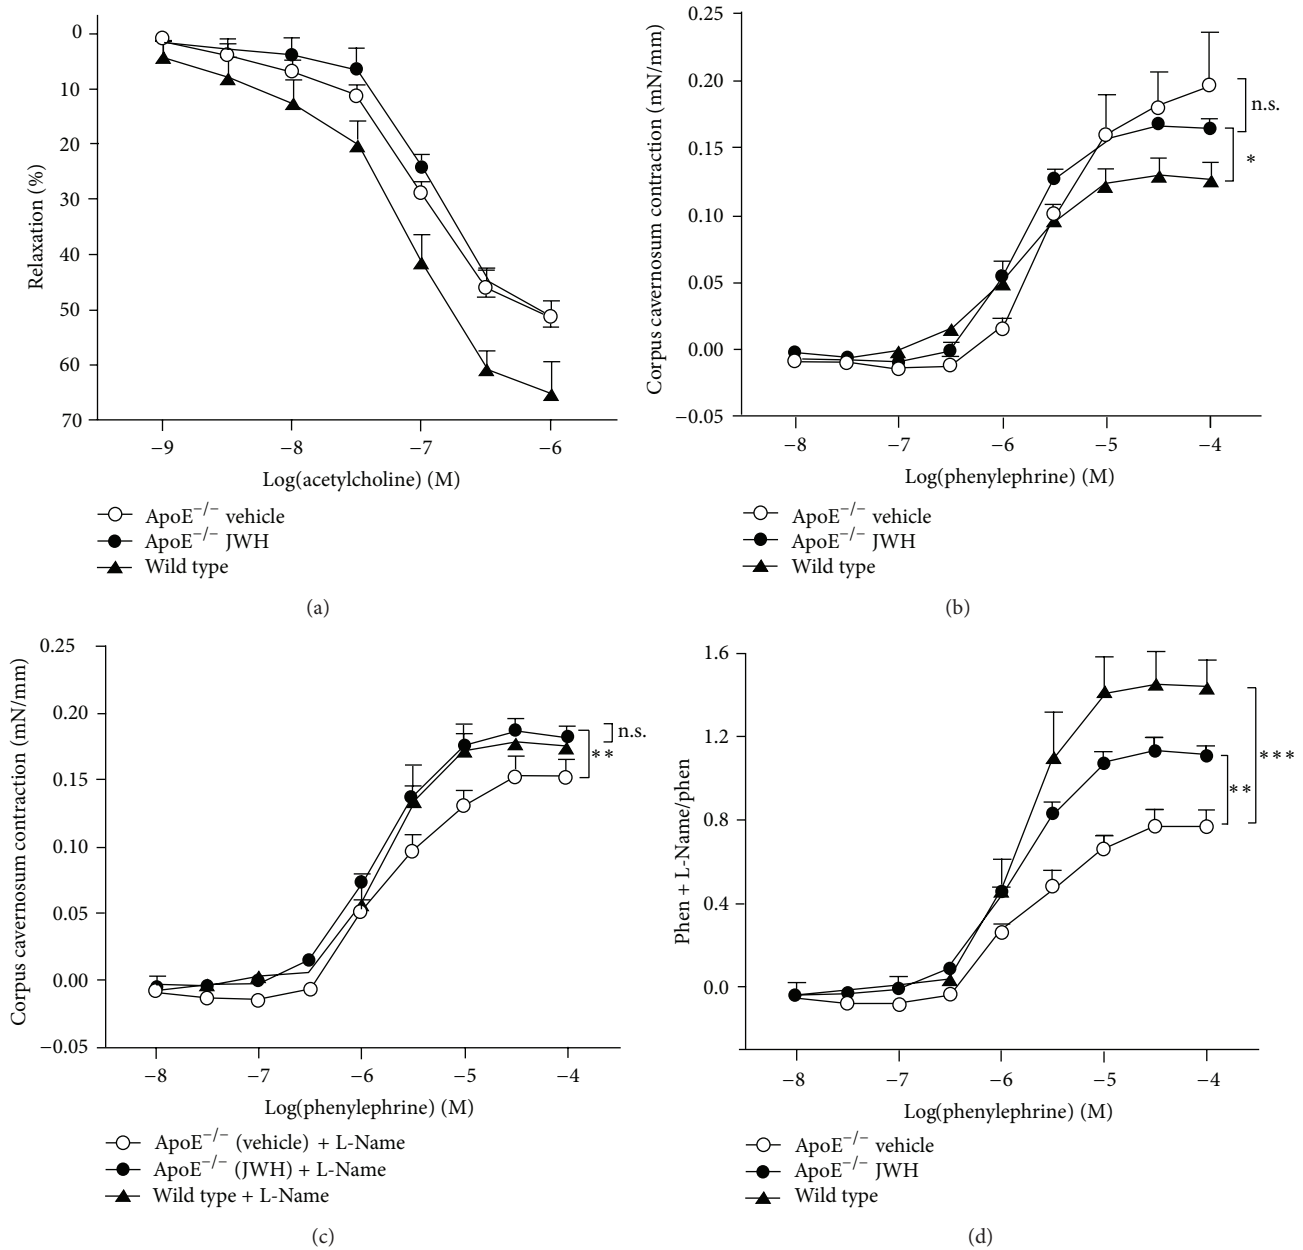 0
10
20
30
40
50
60
70
Relaxation (%)
−9
−8
−7
−6
Log(acetylcholine) (M)
ApoE−/− vehicle
ApoE−/− JWH
Wild type
(a)
0.25
0.20
0.15
0.10
0.05
0.00
−0.05
Corpus cavernosum contraction (mN/mm)
n.s.
*
−8
−7
−6
−5
−4
Log(phenylephrine) (M)
ApoE−/− vehicle
ApoE−/− JWH
Wild type
(b)
0.25
0.20
0.15
0.10
0.05
0.00
−0.05
Corpus cavernosum contraction (mN/mm)
n.s.
**
−8
−7
−6
−5
−4
Log(phenylephrine) (M)
ApoE−/− (vehicle) + L-Name
ApoE−/− (JWH) + L-Name
Wild type + L-Name
(c)
1.6
1.2
0.8
0.4
0.0
Phen + L-Name/phen
***
**
−8
−7
−6
−5
−4
Log(phenylephrine) (M)
ApoE−/− vehicle
ApoE−/− JWH
Wild type
(d)